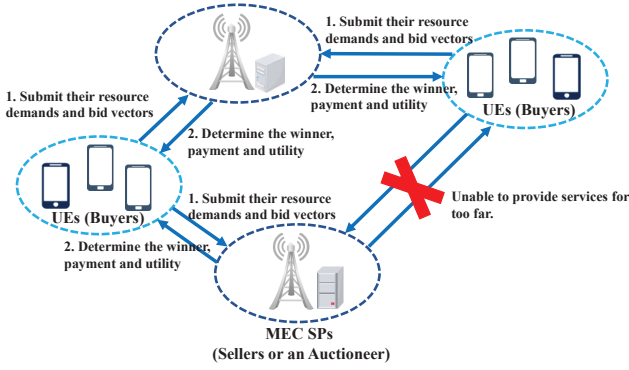 1. Submit their resource
demands and bid vectors
2. Determine the winner,
payment and utility
UEs (Buyers)
1. Submit their resource
demands and bid vectors
2. Determine the winner,
payment and utility
UEs (Buyers)
1. Submit their resource
demands and bid vectors
2. Determine the winner,
payment and utility
Unable to provide services for
too far.
MEC SPs
(Sellers or an Auctioneer)